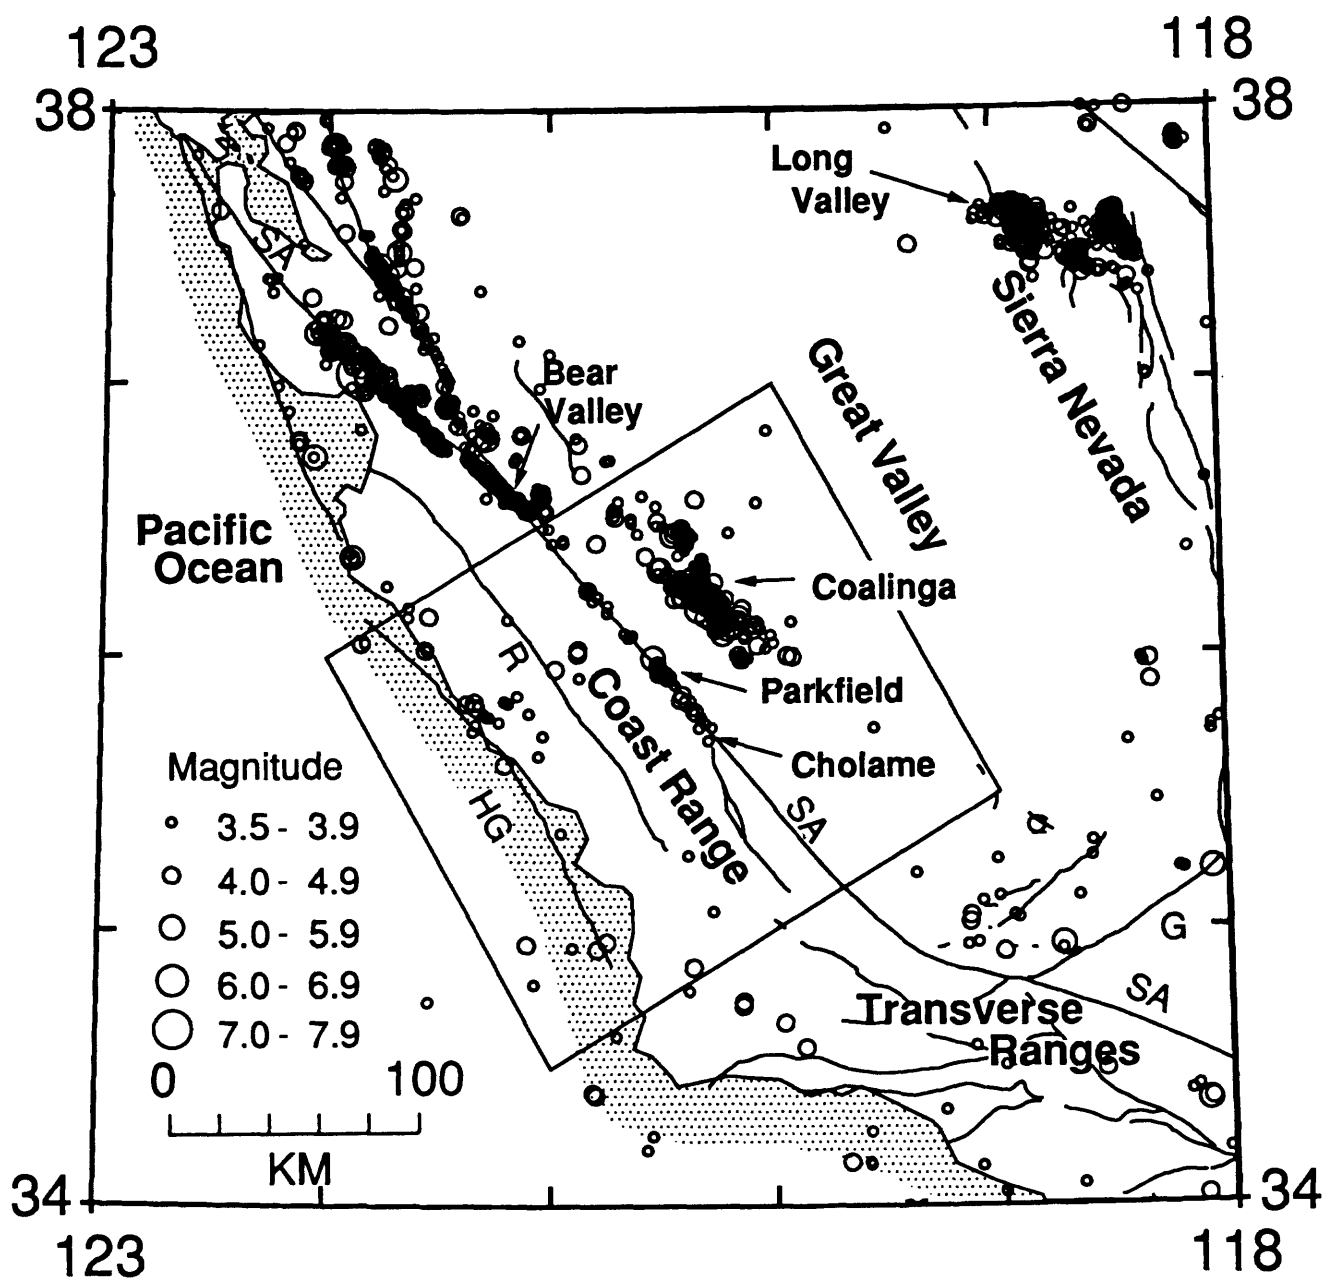 123
118
38
38
Long
Valley
SA
Sierra Nevada
Great Valley
Bear
Valley
Pacific
Ocean
Coalinga
R
Coast Range
Parkfield
Cholame
Magnitude
3.5 - 3.9
4.0 - 4.9
5.0 - 5.9
6.0 - 6.9
7.0 - 7.9
HG
SA
G
SA
Transverse
Ranges
0 100
KM
34
34
123
118